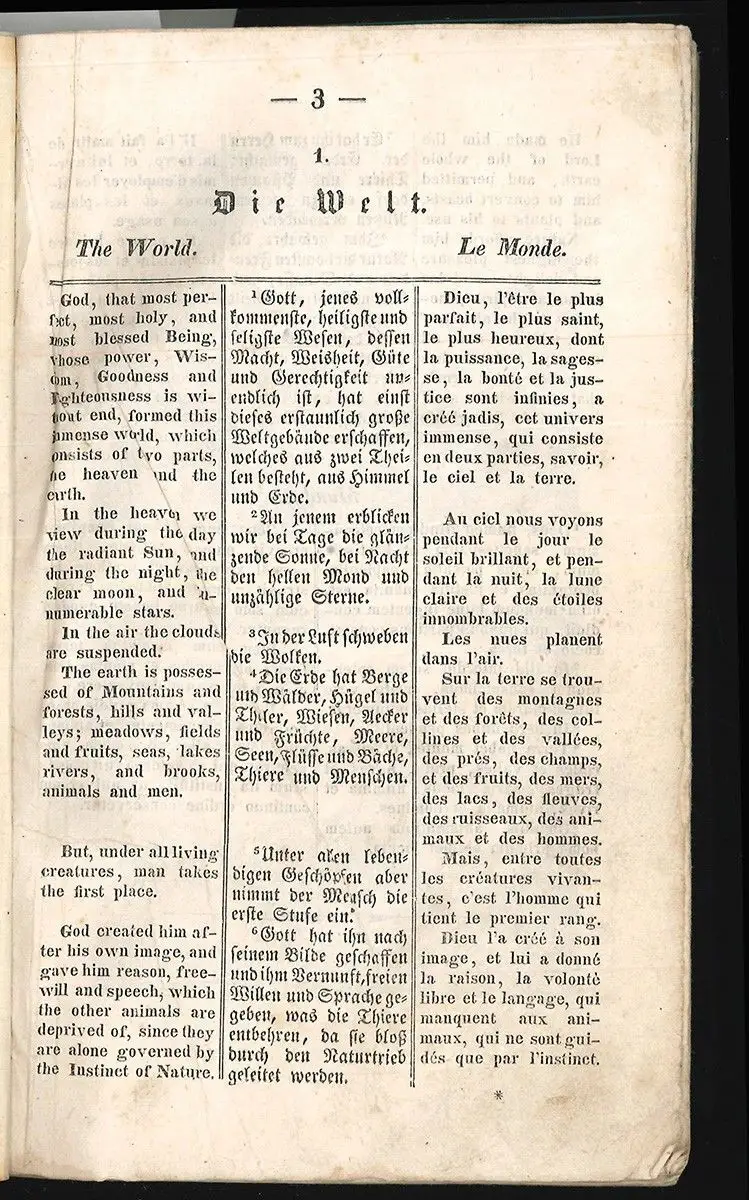 — 3 —
1.
Die Welt.
The World.
Le Monde.
God, that most per-
fect, most holy, and
most blessed Being,
whose power, Wis-
dom, Goodness and
Righteousness is wi-
thout end, formed this
immense world, which
consists of two parts,
the heaven and the
earth.
In the heaven we
view during the day
the radiant Sun, and
during the night, the
clear moon, and in-
numerable stars.
In the air the clouds
are suspended.
The earth is posses-
sed of Mountains and
forests, hills and val-
leys; meadows, fields
and fruits, seas, lakes
rivers, and brooks,
animals and men.
But, under all living
creatures, man takes
the first place.
God created him af-
ter his own image, and
gave him reason, free-
will and speech, which
the other animals are
deprived of, since they
are alone governed by
the Instinct of Nature.
¹Gott, jenes voll-
kommenste, heiligste und
seligste Wesen, dessen
Macht, Weisheit, Güte
und Gerechtigkeit un-
endlich ist, hat einst
dieses erstaunlich große
Weltgebäude erschaffen,
welches aus zwei Thei-
len besteht, aus Himmel
und Erde.
²An jenem erblicken
wir bei Tage die glän-
zende Sonne, bei Nacht
den hellen Mond und
unzählige Sterne.
³In der Luft schweben
die Wolken.
⁴Die Erde hat Berge
und Wälder, Hügel und
Thäler, Wiesen, Aecker
und Früchte, Meere,
Seen, Flüsse und Bäche,
Thiere und Menschen.
⁵Unter allen leben-
digen Geschöpfen aber
nimmt der Mensch die
erste Stufe ein.
⁶Gott hat ihn nach
seinem Bilde geschaffen
und ihm Vernunft, freien
Willen und Sprache ge-
geben, was die Thiere
entbehren, da sie bloß
durch den Naturtrieb
geleitet werden.
Dieu, l'être le plus
parfait, le plus saint,
le plus heureux, dont
la puissance, la sages-
se, la bonté et la jus-
tice sont infinies, a
créé jadis, cet univers
immense, qui consiste
en deux parties, savoir,
le ciel et la terre.
Au ciel nous voyons
pendant le jour le
soleil brillant, et pen-
dant la nuit, la lune
claire et des étoiles
innombrables.
Les nues planent
dans l'air.
Sur la terre se trou-
vent des montagnes
et des forêts, des col-
lines et des vallées,
des prés, des champs,
et des fruits, des mers,
des lacs, des fleuves,
des ruisseaux, des ani-
maux et des hommes.
Mais, entre toutes
les créatures vivan-
tes, c'est l'homme qui
tient le premier rang.
Dieu l'a créé à son
image, et lui a donné
la raison, la volonté
libre et le langage, qui
manquent aux ani-
maux, qui ne sont gui-
dés que par l'instinct.
*